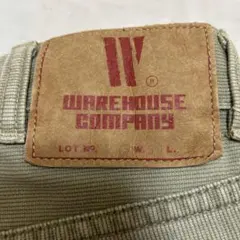 W
®
WAREHOUSE
COMPANY
LOT No. W. L.